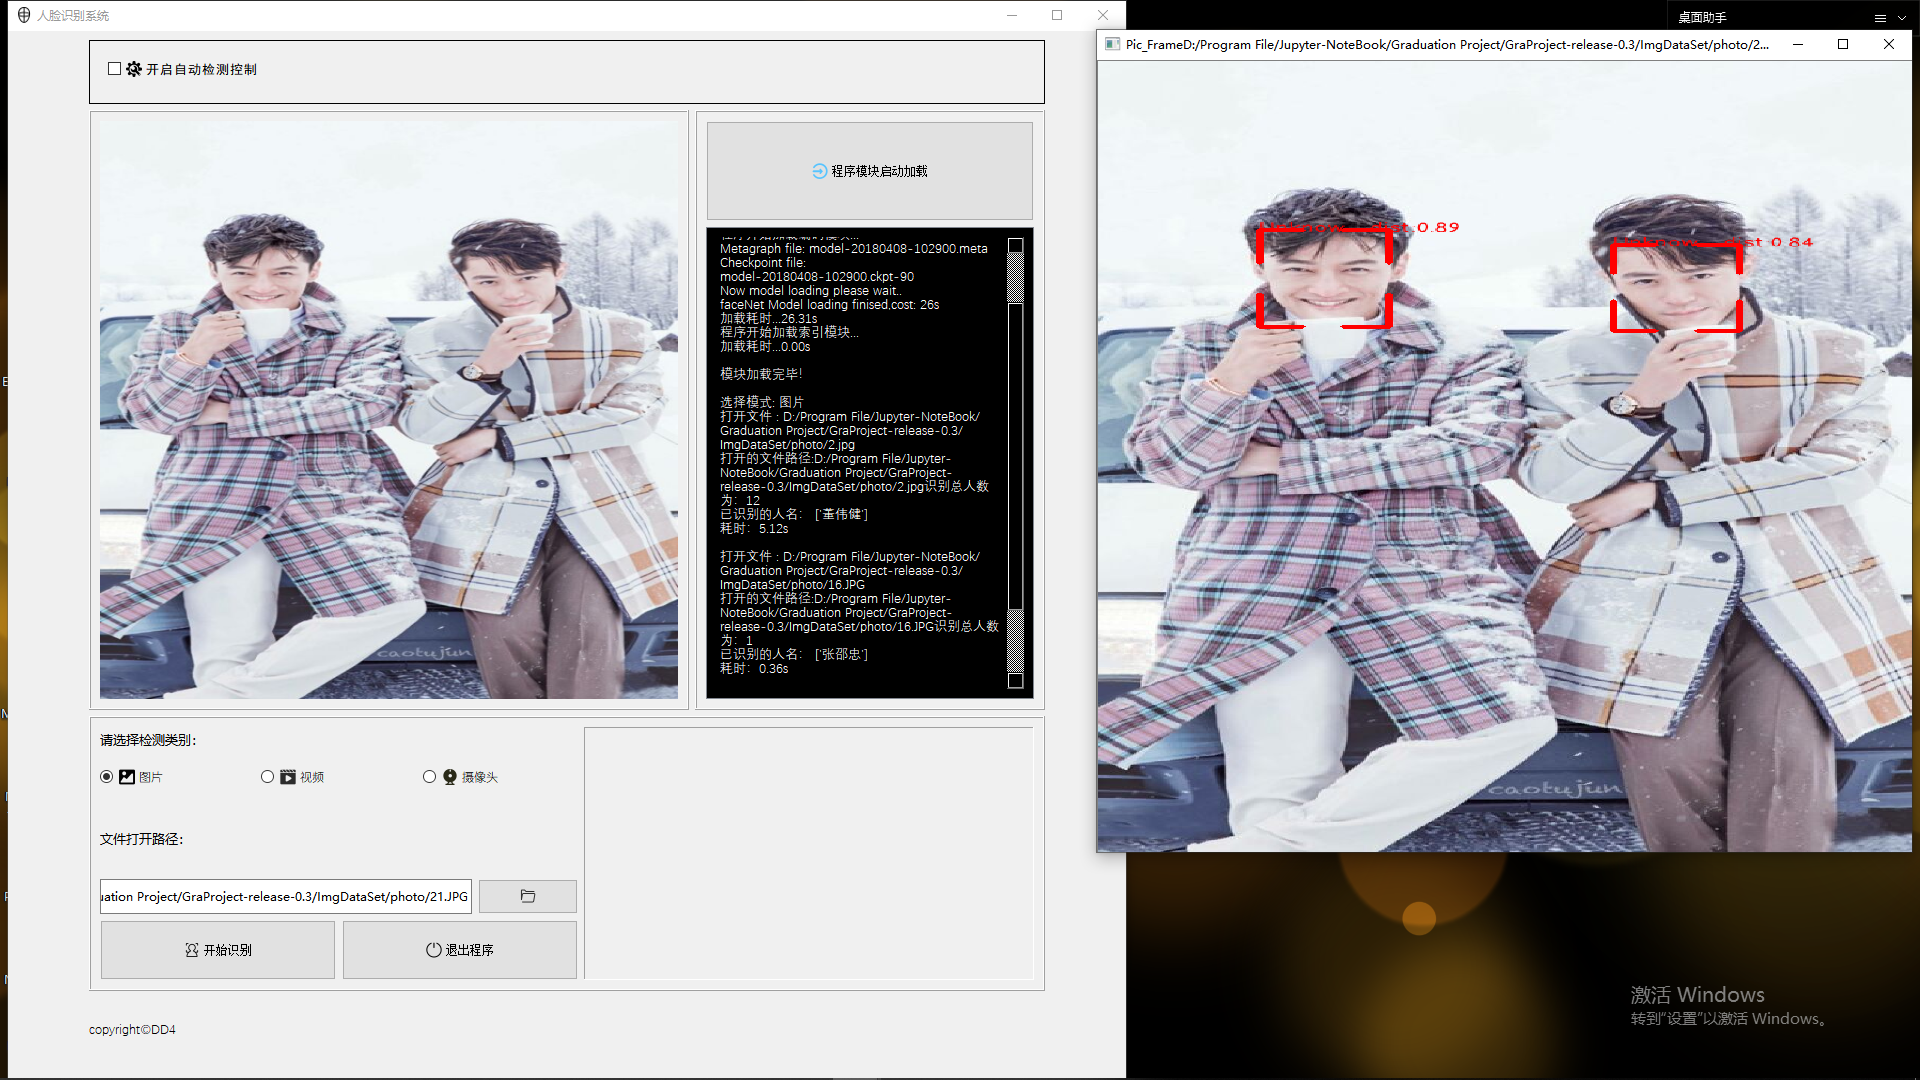 人脸识别系统
开启自动检测控制
程序模块启动加载
Metagraph file: model-20180408-102900.meta
Checkpoint file:
model-20180408-102900.ckpt-90
Now model loading please wait..
faceNet Model loading finised,cost: 26s
加载耗时...26.31s
程序开始加载索引模块...
加载耗时...0.00s
模块加载完毕!
选择模式: 图片
打开文件 : D:/Program File/Jupyter-NoteBook/
Graduation Project/GraProject-release-0.3/
ImgDataSet/photo/2.jpg
打开的文件路径:D:/Program File/Jupyter-
NoteBook/Graduation Project/GraProject-
release-0.3/ImgDataSet/photo/2.jpg识别总人数
为：12
已识别的人名： ['董伟健']
耗时：5.12s
打开文件 : D:/Program File/Jupyter-NoteBook/
Graduation Project/GraProject-release-0.3/
ImgDataSet/photo/16.JPG
打开的文件路径:D:/Program File/Jupyter-
NoteBook/Graduation Project/GraProject-
release-0.3/ImgDataSet/photo/16.JPG识别总人数
为：1
已识别的人名： ['张邵忠']
耗时：0.36s
caotujun
请选择检测类别：
图片
视频
摄像头
文件打开路径：
uation Project/GraProject-release-0.3/ImgDataSet/photo/21.JPG
开始识别
退出程序
copyright©DD4
桌面助手
Pic_FrameD:/Program File/Jupyter-NoteBook/Graduation Project/GraProject-release-0.3/ImgDataSet/photo/2...
0.89
0.84
caotujun
激活 Windows
转到"设置"以激活 Windows。